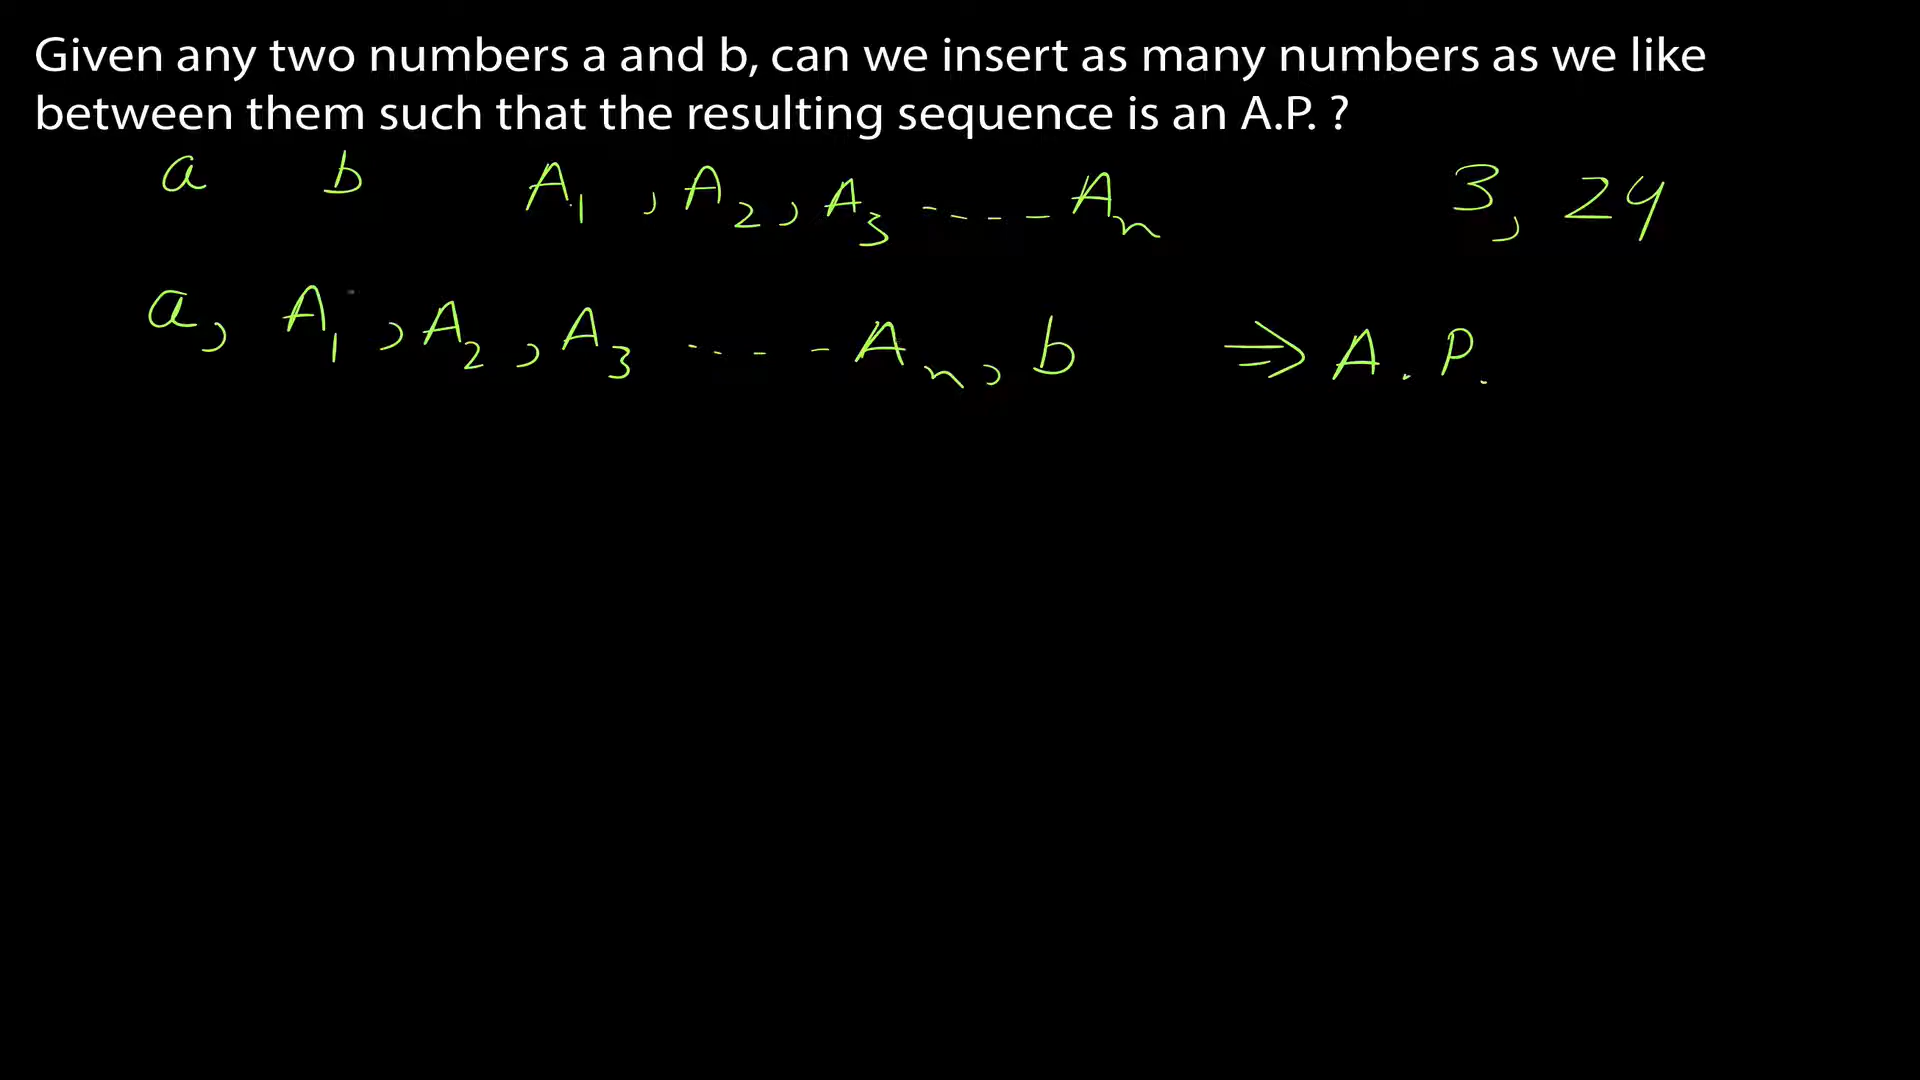 Given any two numbers a and b, can we insert as many numbers as we like
between them such that the resulting sequence is an A.P. ?
a b A₁ , A₂ , A₃ ..... Aₙ 3, 24
a, A₁ , A₂ , A₃ ..... Aₙ, b ⇒ A.P.